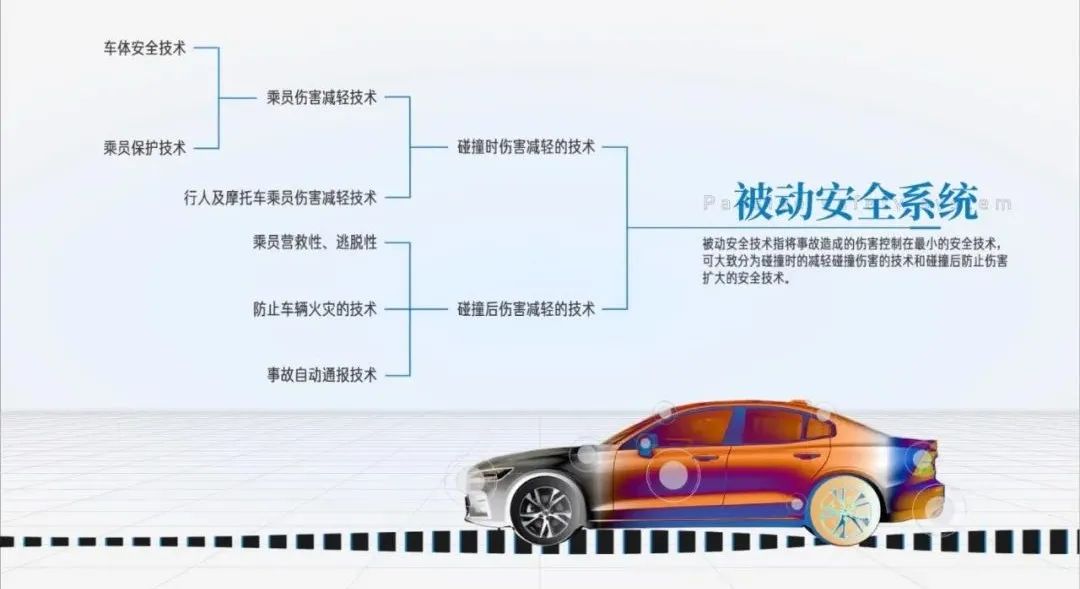 车体安全技术
乘员伤害减轻技术
乘员保护技术
碰撞时伤害减轻的技术
行人及摩托车乘员伤害减轻技术
被动安全系统
乘员营救性、逃脱性
被动安全技术指将事故造成的伤害控制在最小的安全技术，
可大致分为碰撞时的减轻碰撞伤害的技术和碰撞后防止伤害
扩大的安全技术。
防止车辆火灾的技术
碰撞后伤害减轻的技术
事故自动通报技术